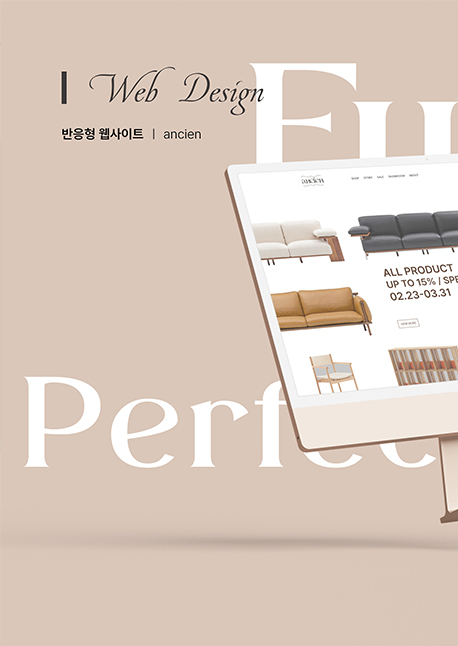 Web Design
Fu
반응형 웹사이트 | ancien
ancien
SHOP STORY SALE SHOWROOM ABOUT
ALL PRODUCT
UP TO 15% / SPE
02.23-03.31
VIEW MORE
Perfec